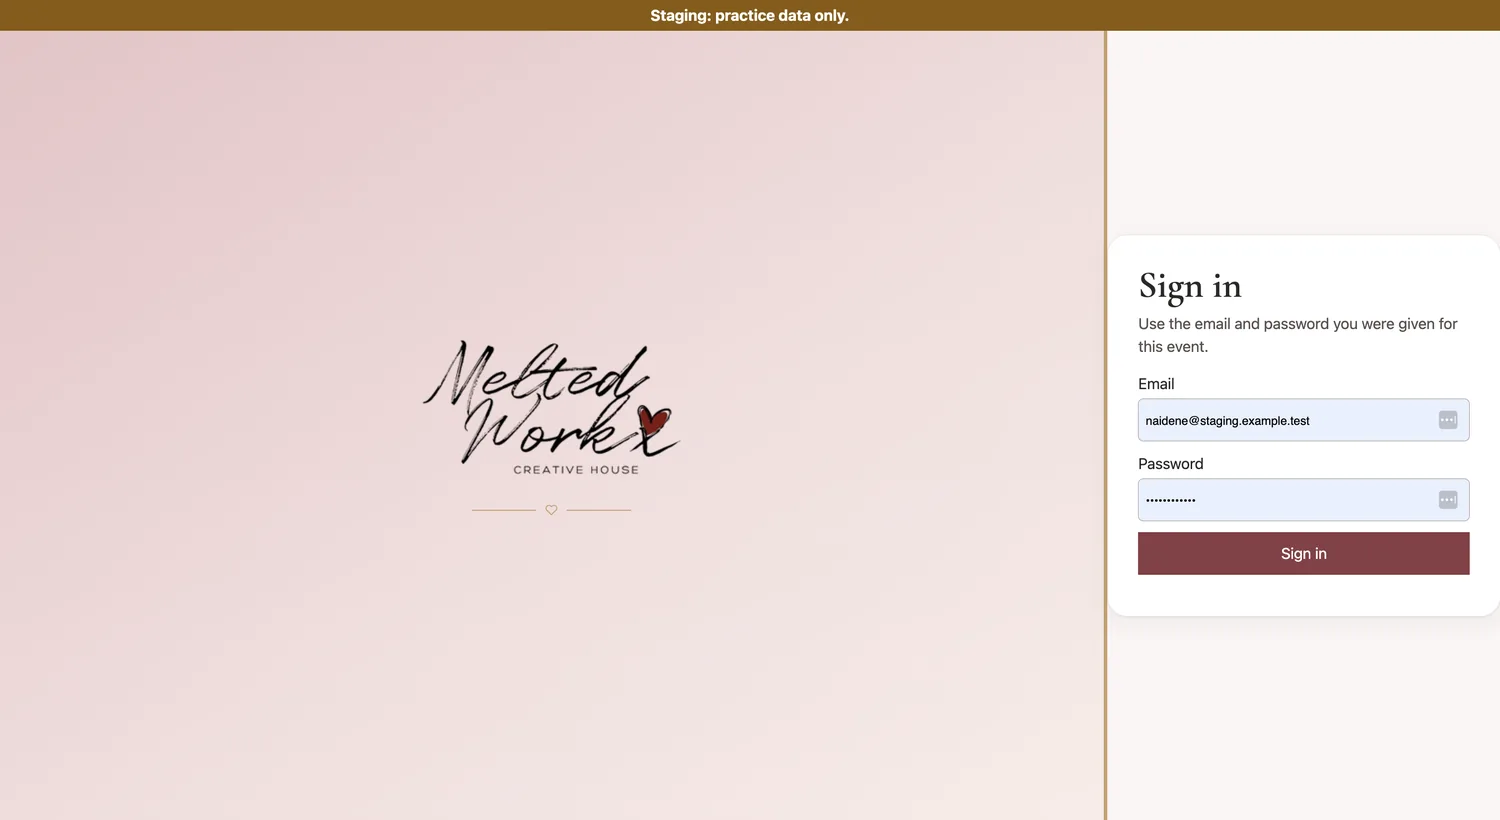 Staging: practice data only.
Melted
Workx
CREATIVE HOUSE
Sign in
Use the email and password you were given for
this event.
Email
naidene@staging.example.test
Password
••••••••••••
Sign in